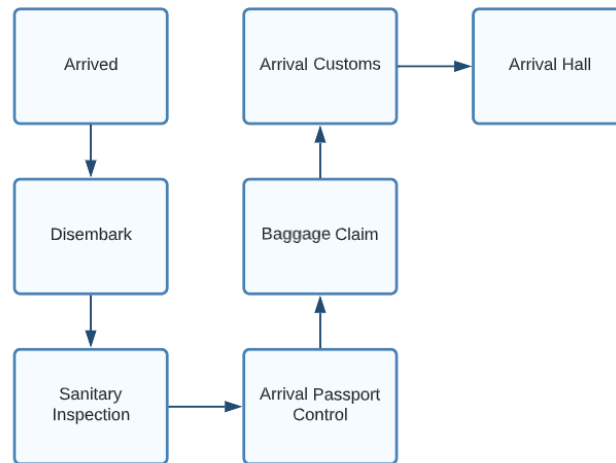 Arrived
Disembark
Sanitary
Inspection
Arrival Passport
Control
Baggage Claim
Arrival Customs
Arrival Hall